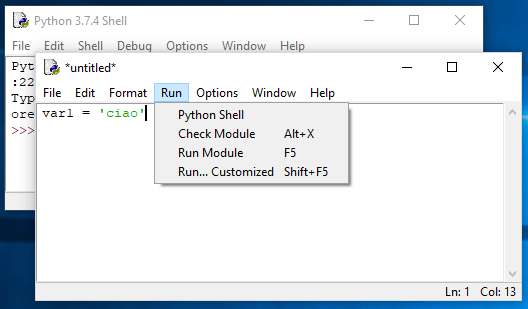 Python 3.7.4 Shell
File Edit Shell Debug Options Window Help
Pyt
:22
Typ
ore
>>>
*untitled*
File Edit Format Run Options Window Help
var1 = 'ciao'
Python Shell
Check Module Alt+X
Run Module F5
Run... Customized Shift+F5
Ln: 1 Col: 13